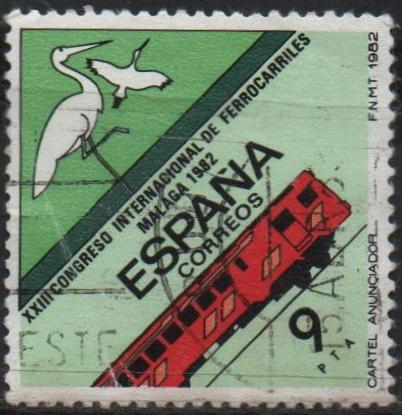 XXIII CONGRESO INTERNACIONAL DE FERROCARRILES
MALAGA 1982
ESPAÑA
CORREOS
9
PTA
CARTEL ANUNCIADOR
FNMT 1982
ESTE